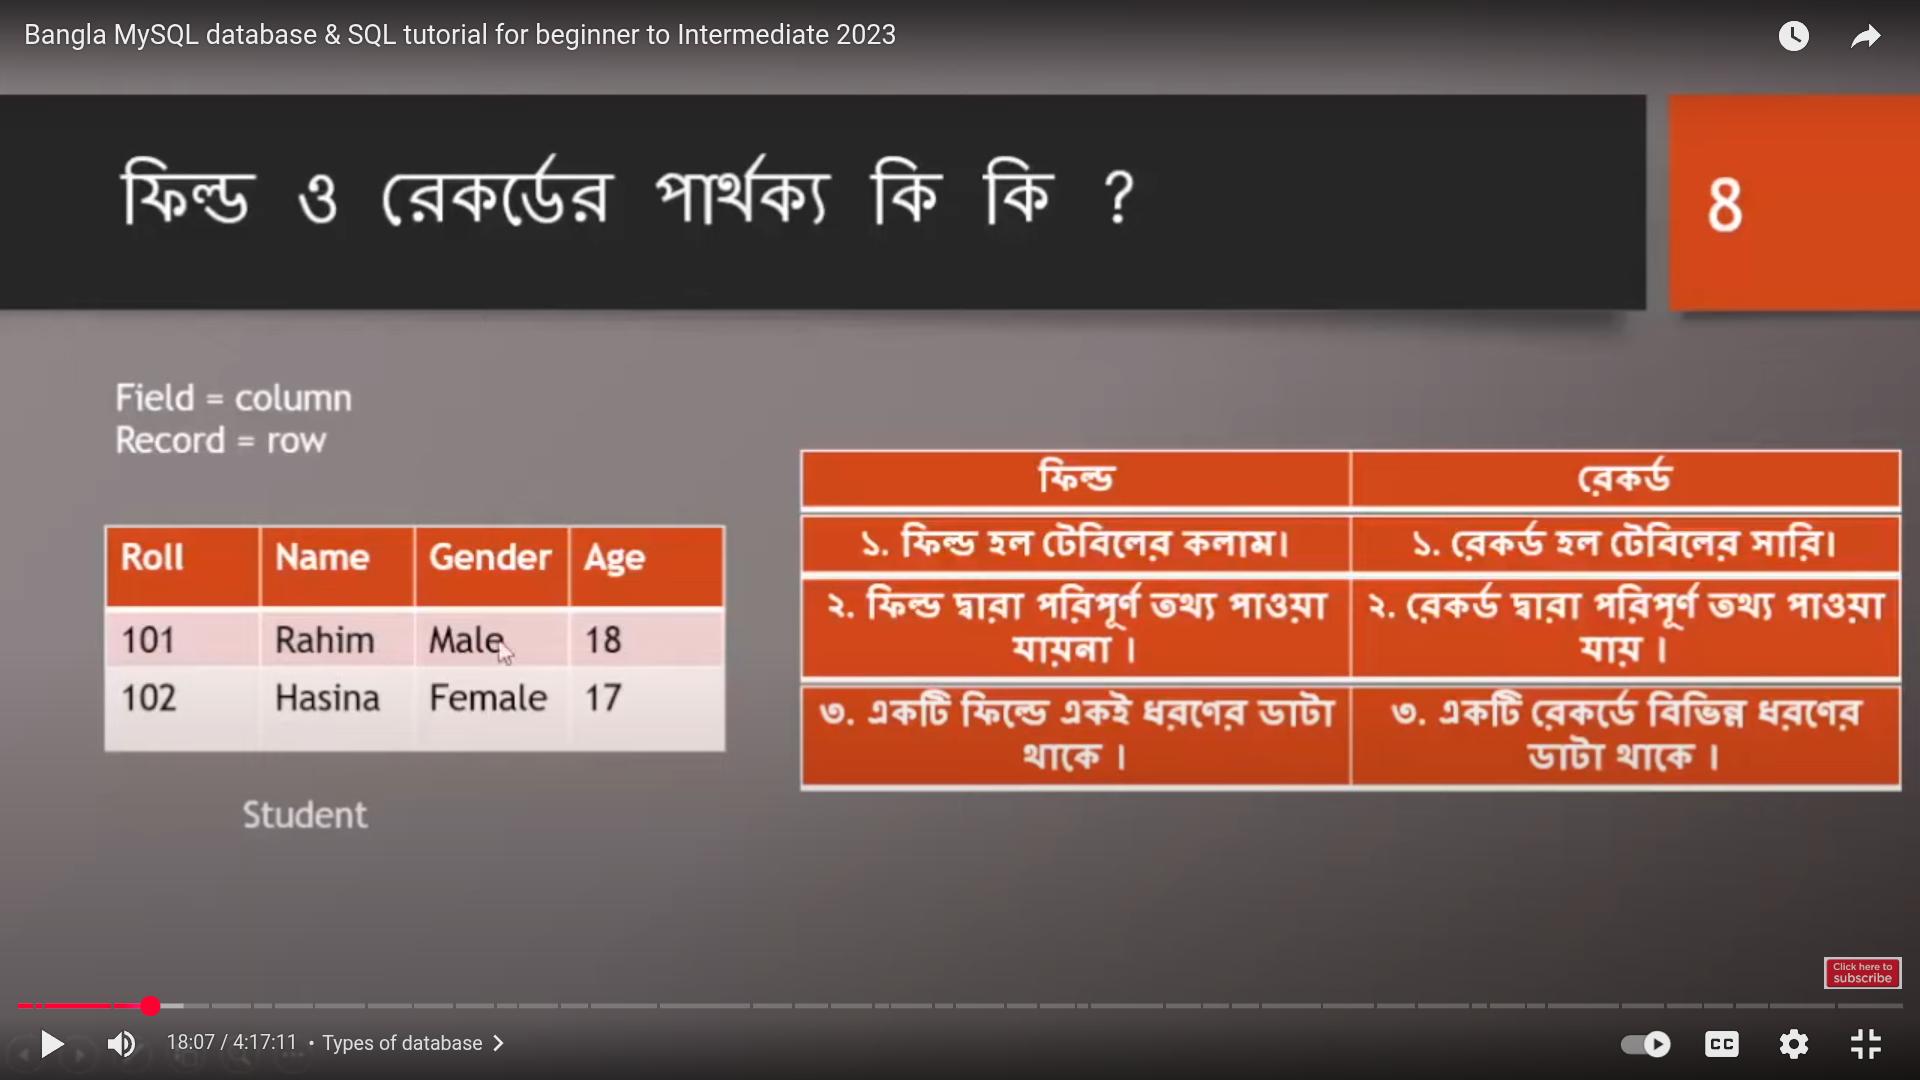 Bangla MySQL database & SQL tutorial for beginner to Intermediate 2023
ফিল্ড ও রেকর্ডের পার্থক্য কি কি ?
8
Field = column
Record = row
Roll Name Gender Age
101 Rahim Male 18
102 Hasina Female 17
Student
ফিল্ড রেকর্ড
১. ফিল্ড হল টেবিলের কলাম। ১. রেকর্ড হল টেবিলের সারি।
২. ফিল্ড দ্বারা পরিপূর্ণ তথ্য পাওয়া ২. রেকর্ড দ্বারা পরিপূর্ণ তথ্য পাওয়া
যায়না । যায় ।
৩. একটি ফিল্ডে একই ধরণের ডাটা ৩. একটি রেকর্ডে বিভিন্ন ধরণের
থাকে । ডাটা থাকে ।
Click here to
subscribe
18:07 / 4:17:11 • Types of database
CC